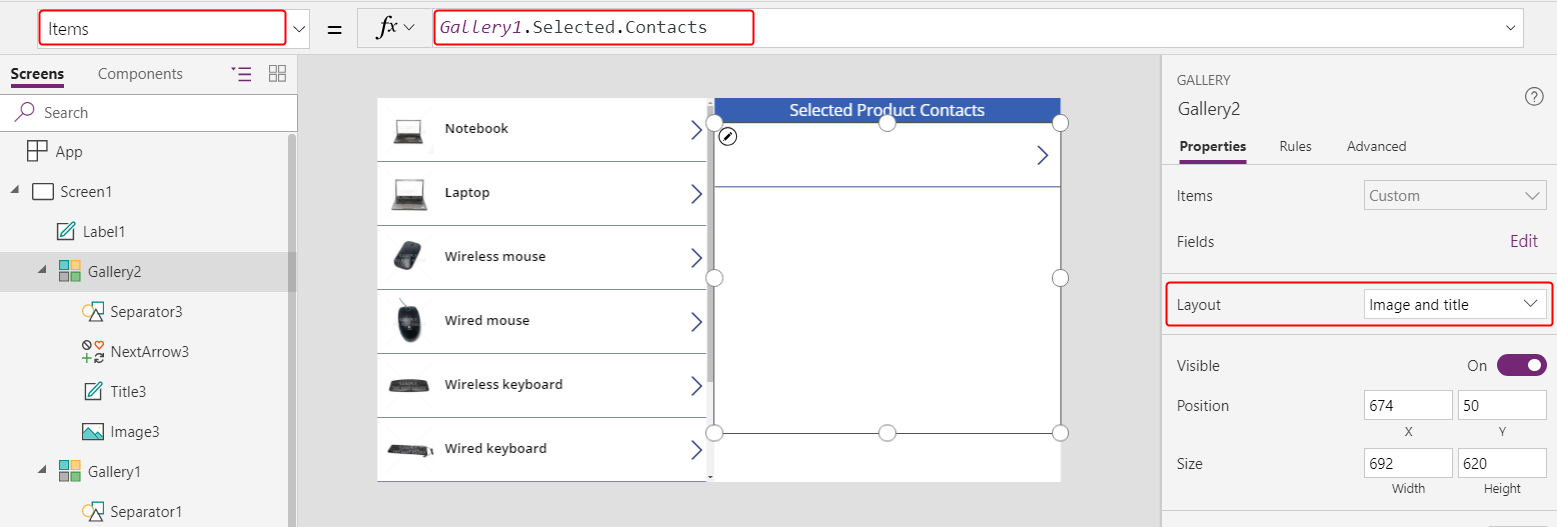 Items
= fx Gallery1.Selected.Contacts
Screens Components
Search
App
Screen1
Label1
Gallery2
Separator3
NextArrow3
Title3
Image3
Gallery1
Separator1
Notebook
Laptop
Wireless mouse
Wired mouse
Wireless keyboard
Wired keyboard
Selected Product Contacts
GALLERY
?
Gallery2
Properties Rules Advanced
Items Custom
Fields Edit
Layout Image and title
Visible On
Position 674 50
X Y
Size 692 620
Width Height